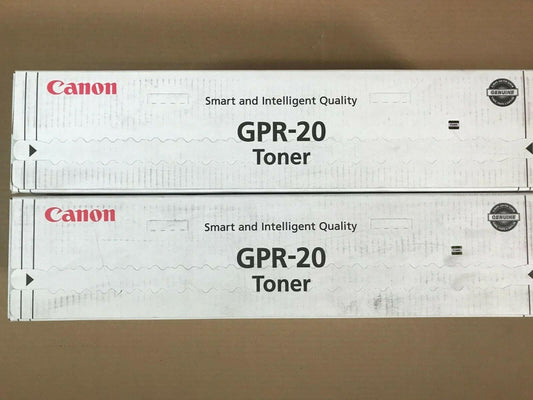 Canon
GENUINE
Smart and Intelligent Quality
GPR-20
Toner
Canon
GENUINE
Smart and Intelligent Quality
GPR-20
Toner